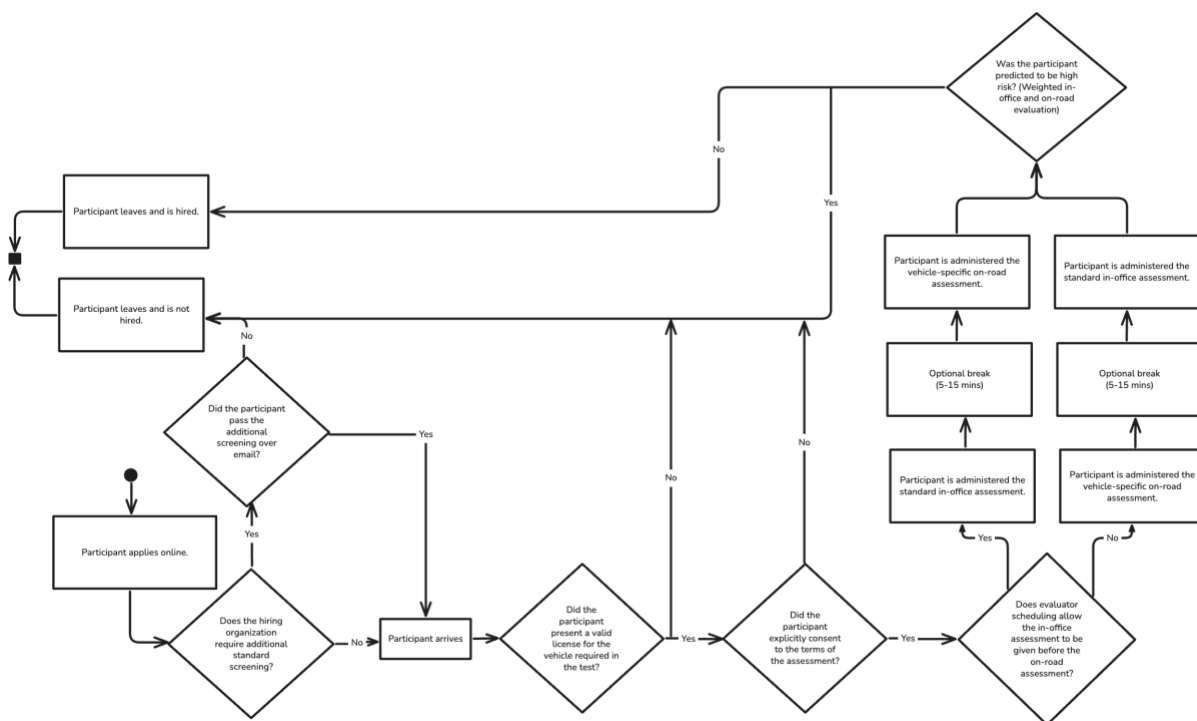 Was the participant
predicted to be high
risk? (Weighted in-
office and on-road
evaluation)
No
Participant leaves and is hired.
Yes
Participant is administered the
vehicle-specific on-road
assessment.
Participant is administered the
standard in-office assessment.
Participant leaves and is not
hired.
No
Optional break
(5-15 mins)
Optional break
(5-15 mins)
Did the participant
pass the
additional
screening over
email?
Yes
No
No
Participant is administered the
standard in-office assessment.
Participant is administered the
vehicle-specific on-road
assessment.
Yes
Participant applies online.
Yes
No
Does the hiring
organization
require additional
standard
screening?
No
Participant arrives
Did the
participant
present a valid
license for the
vehicle required in
the test?
Yes
Did the
participant
explicitly consent
to the terms of
the assessment?
Yes
Does evaluator
scheduling allow
the in-office
assessment to be
given before the
on-road
assessment?